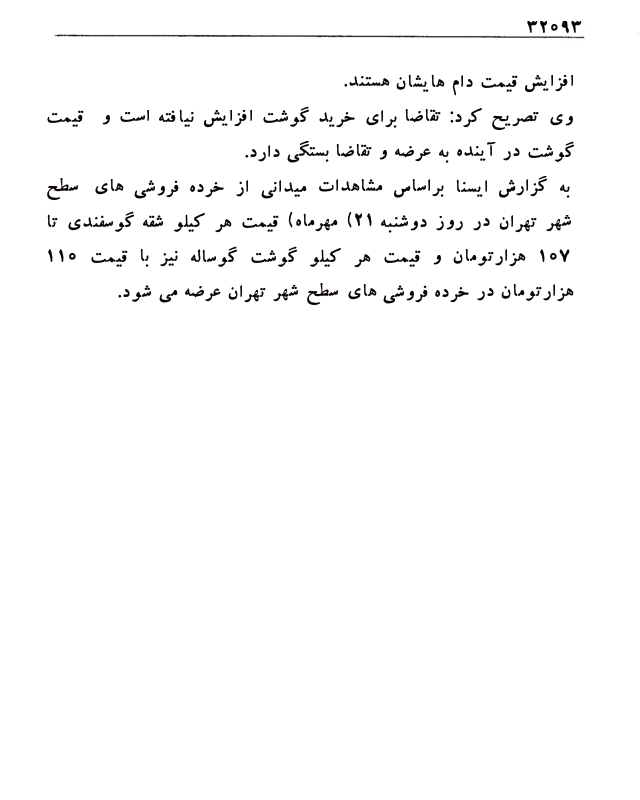 ۳۲۰۹۳
افزایش قیمت دام هایشان هستند.
وی تصریح کرد: تقاضا برای خرید گوشت افزایش نیافته است و قیمت
گوشت در آینده به عرضه و تقاضا بستگی دارد.
به گزارش ایسنا براساس مشاهدات میدانی از خرده فروشی های سطح
شهر تهران در روز دوشنبه ۲۱) مهرماه) قیمت هر کیلو شقه گوسفندی تا
۱۰۷ هزارتومان و قیمت هر کیلو گوشت گوساله نیز با قیمت ۱۱۰
هزارتومان در خرده فروشی های سطح شهر تهران عرضه می شود.